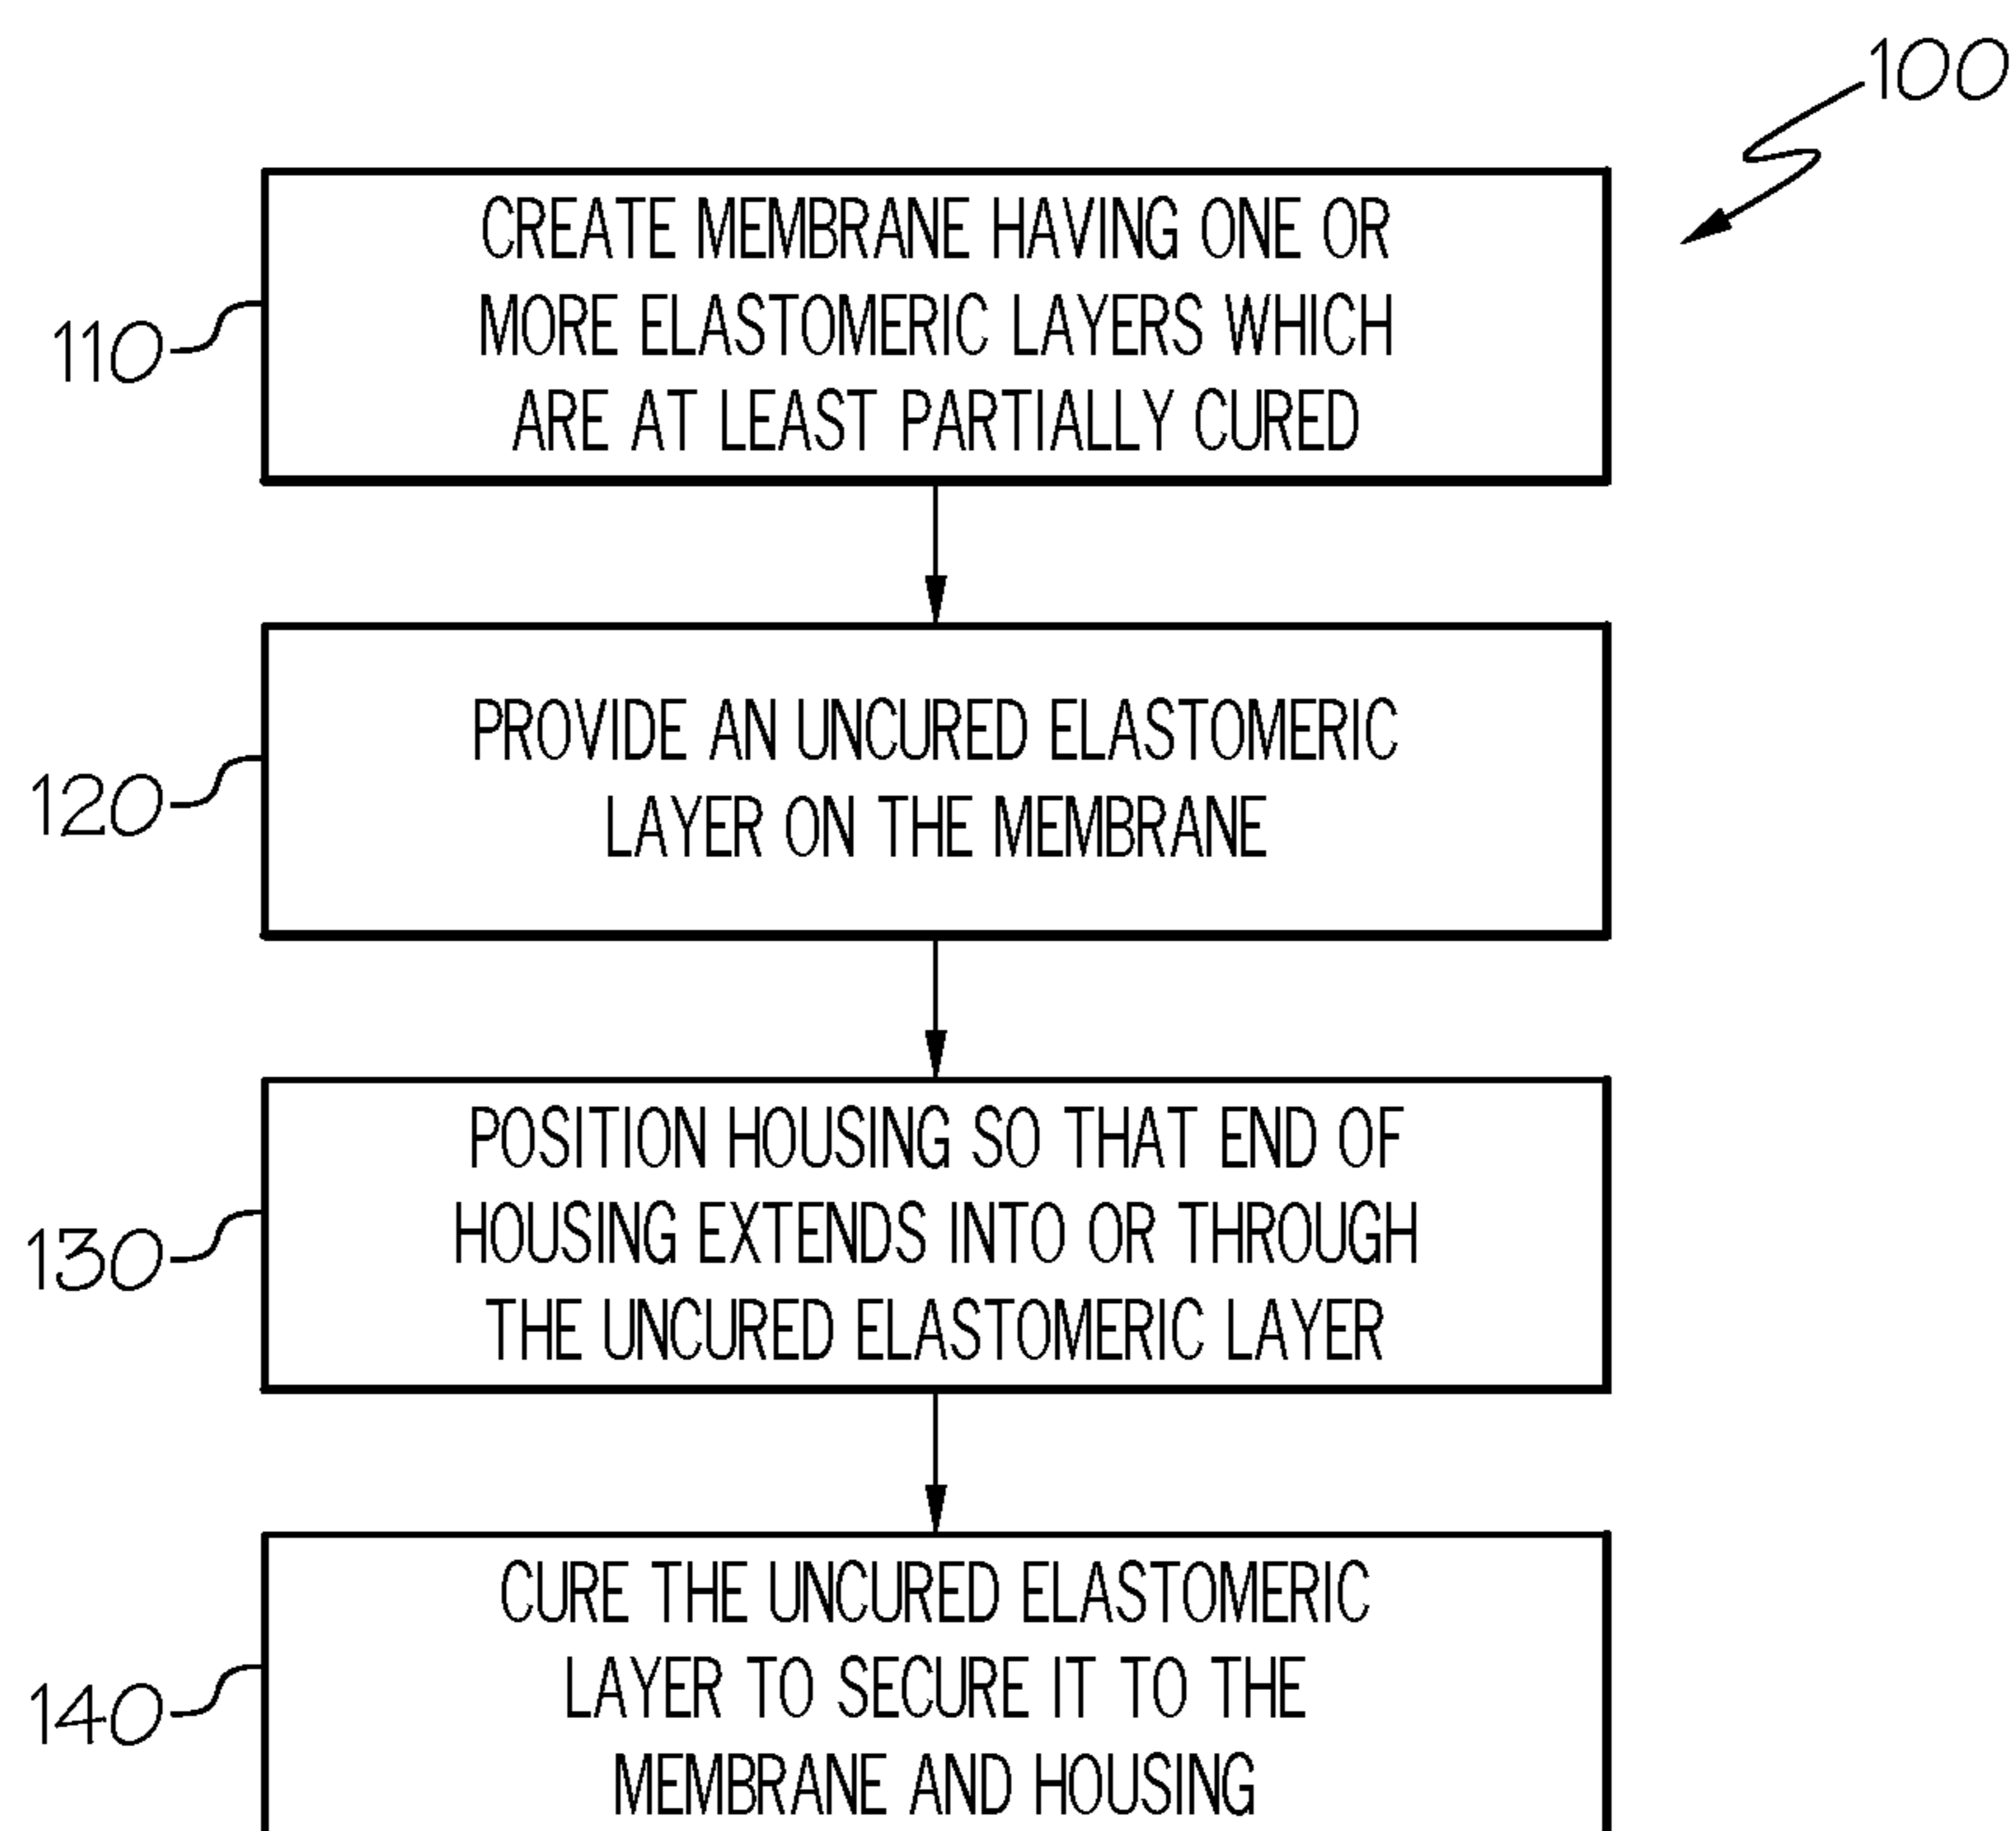 100
CREATE MEMBRANE HAVING ONE OR
MORE ELASTOMERIC LAYERS WHICH
ARE AT LEAST PARTIALLY CURED
110
PROVIDE AN UNCURED ELASTOMERIC
LAYER ON THE MEMBRANE
120
POSITION HOUSING SO THAT END OF
HOUSING EXTENDS INTO OR THROUGH
THE UNCURED ELASTOMERIC LAYER
130
CURE THE UNCURED ELASTOMERIC
LAYER TO SECURE IT TO THE
MEMBRANE AND HOUSING
140